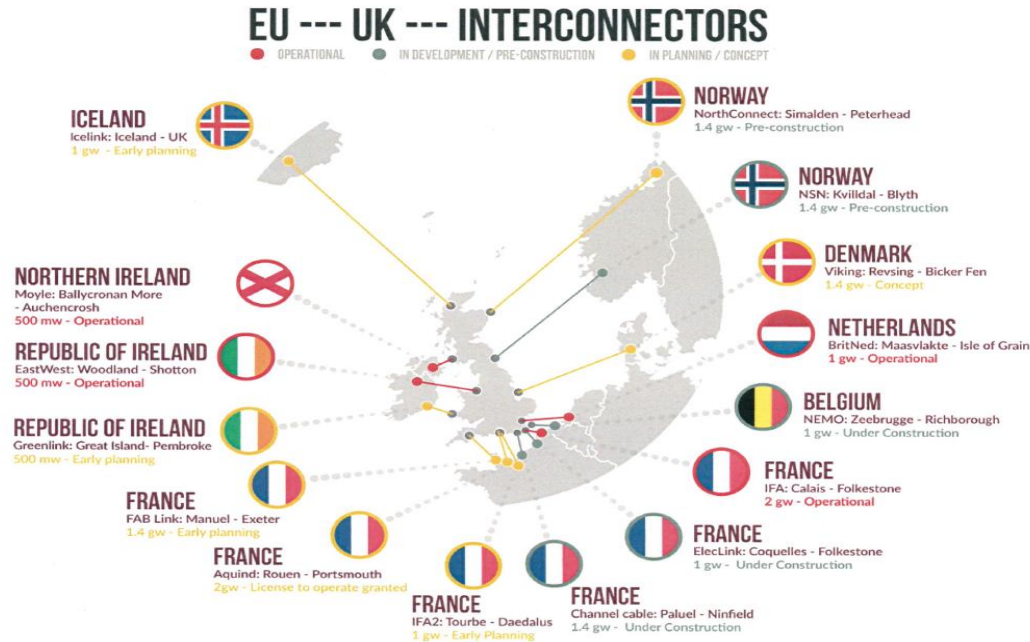 EU --- UK --- INTERCONNECTORS
OPERATIONAL
IN DEVELOPMENT / PRE-CONSTRUCTION
IN PLANNING / CONCEPT
ICELAND
Icelink: Iceland - UK
1 gw - Early planning
NORWAY
NorthConnect: Simalden - Peterhead
1.4 gw - Pre-construction
NORWAY
NSN: Kvilldal - Blyth
1.4 gw - Pre-construction
DENMARK
Viking: Revsing - Bicker Fen
1.4 gw - Concept
NORTHERN IRELAND
Moyle: Ballycronan More
- Auchencrosh
500 mw - Operational
NETHERLANDS
BritNed: Maasvlakte - Isle of Grain
1 gw - Operational
REPUBLIC OF IRELAND
EastWest: Woodland - Shotton
500 mw - Operational
BELGIUM
NEMO: Zeebrugge - Richborough
1 gw - Under Construction
REPUBLIC OF IRELAND
Greenlink: Great Island- Pembroke
500 mw - Early planning
FRANCE
IFA: Calais - Folkestone
2 gw - Operational
FRANCE
FAB Link: Manuel - Exeter
1.4 gw - Early planning
FRANCE
ElecLink: Coquelles - Folkestone
1 gw - Under Construction
FRANCE
Aquind: Rouen - Portsmouth
2gw - License to operate granted
FRANCE
IFA2: Tourbe - Daedalus
1 gw - Early Planning
FRANCE
Channel cable: Paluel - Ninfield
1.4 gw - Under Construction